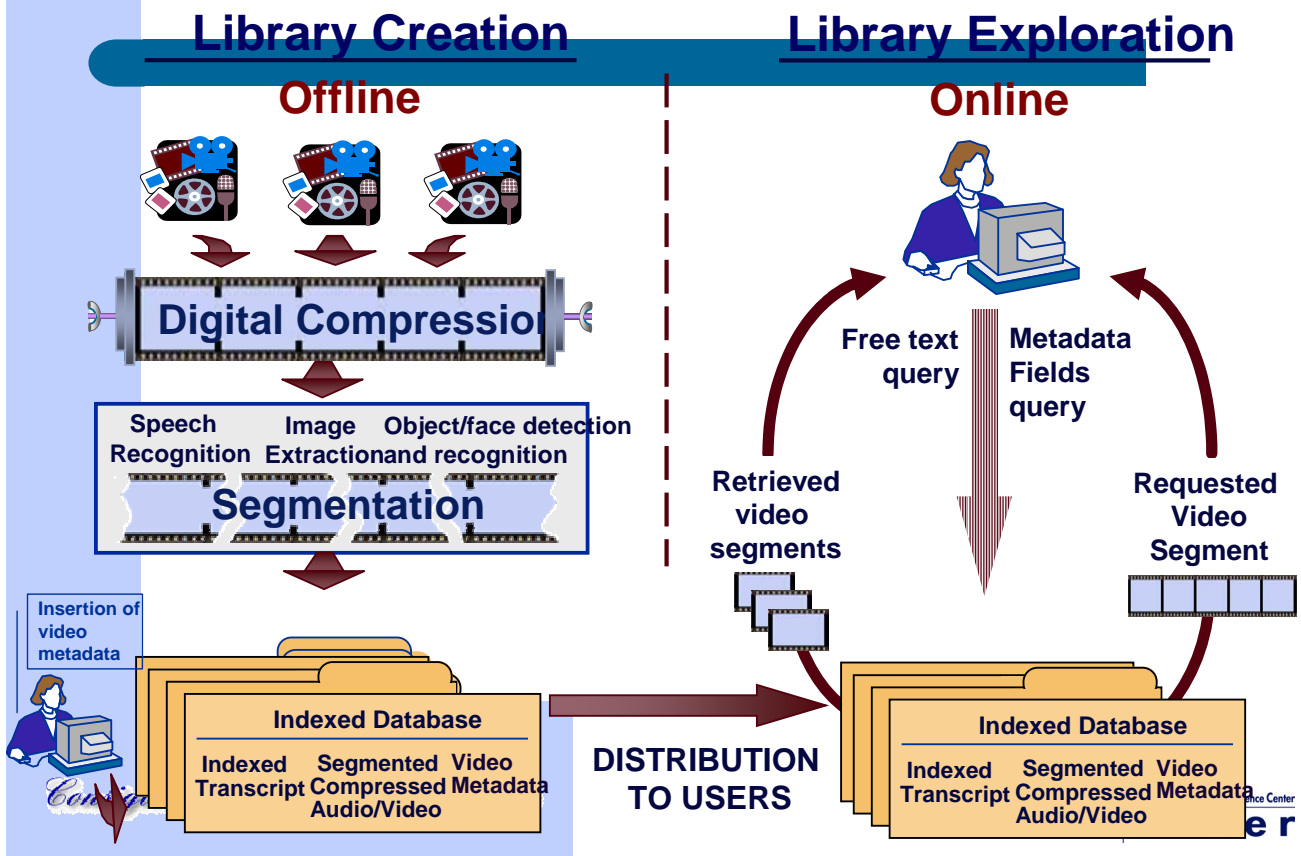 Library Creation
Library Exploration
Offline
Online
Digital Compression
Speech
Recognition
Image
Extraction
Object/face detection
and recognition
Segmentation
Insertion of
video
metadata
Indexed Database
Indexed
Transcript
Segmented
Compressed
Audio/Video
Video
Metadata
DISTRIBUTION
TO USERS
Free text
query
Metadata
Fields
query
Retrieved
video
segments
Requested
Video
Segment
Indexed Database
Indexed
Transcript
Segmented
Compressed
Audio/Video
Video
Metadata
Center